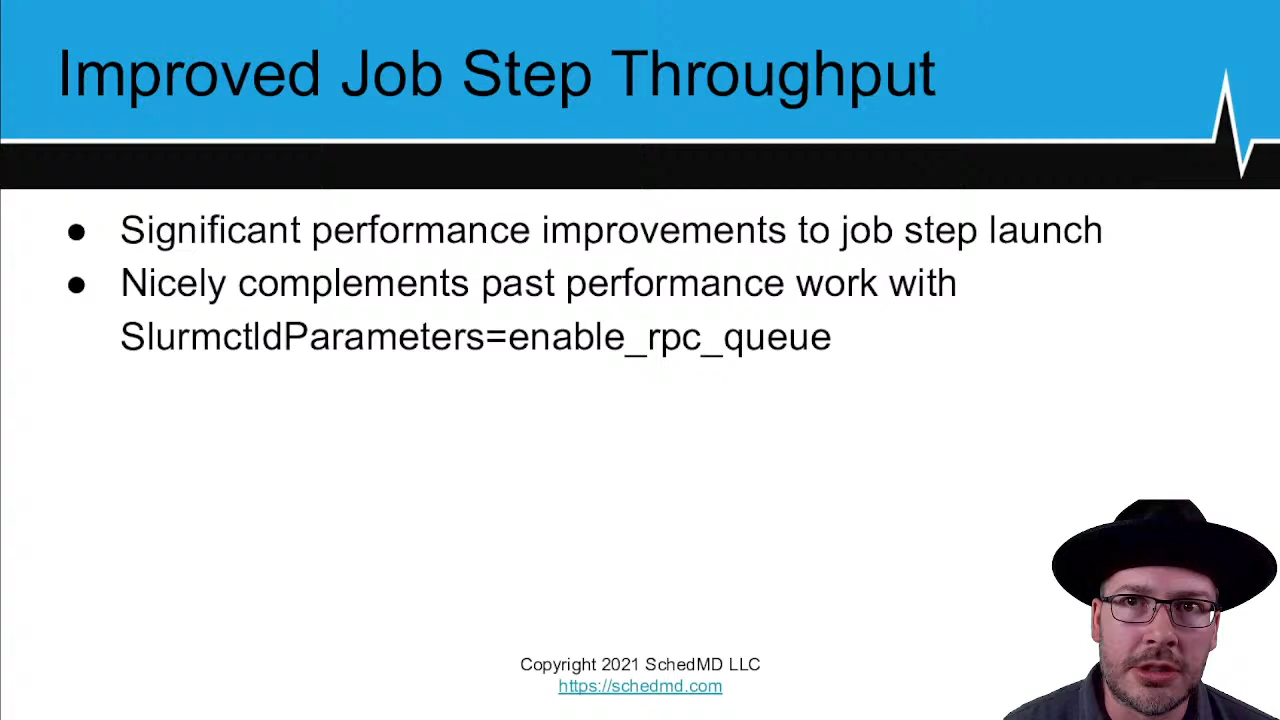 Improved Job Step Throughput
● Significant performance improvements to job step launch
● Nicely complements past performance work with
SlurmctldParameters=enable_rpc_queue
Copyright 2021 SchedMD LLC
https://schedmd.com